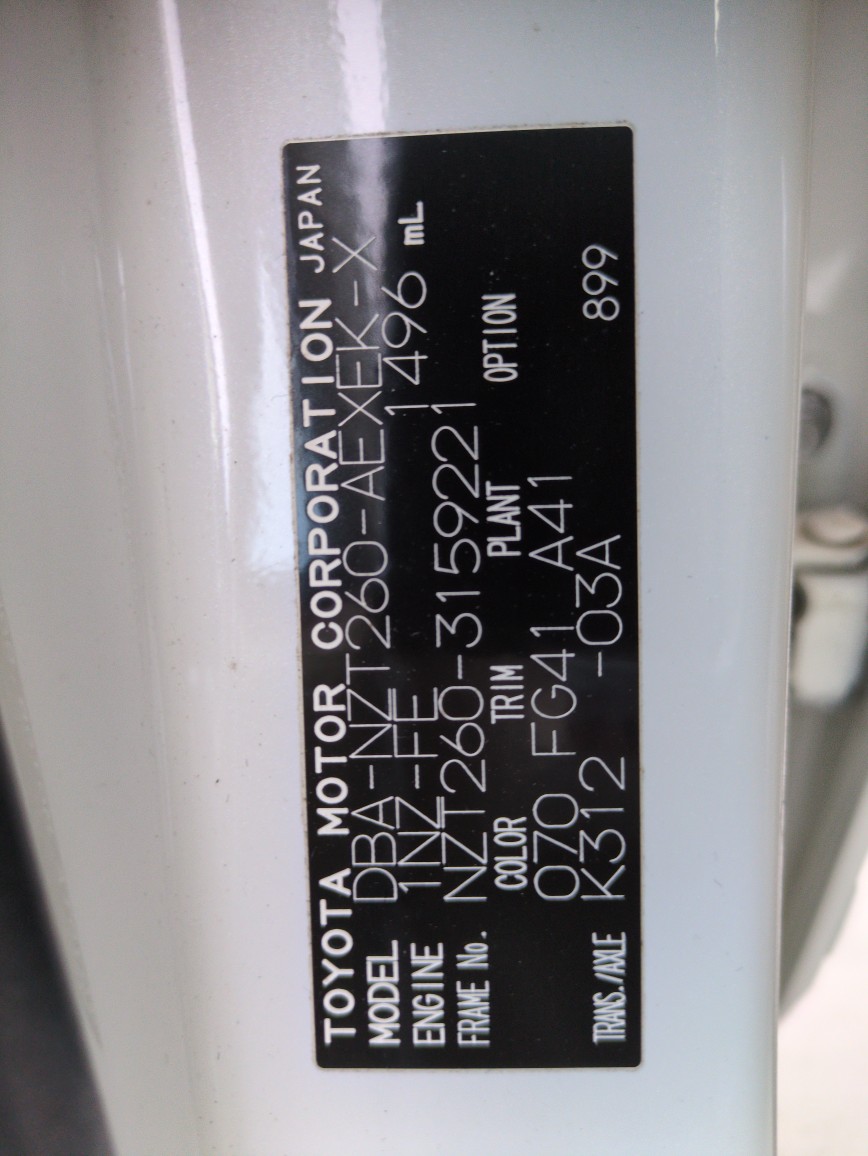 TOYOTA MOTOR CORPORATION JAPAN
MODEL DBA-NZT260-AEXEK-X
ENGINE 1NZ-FE 1496 mL
FRAME No. NZT260-3159221
COLOR TRIM PLANT OPTION
070 FG41 A41
TRANS./AXLE K312 -03A 899